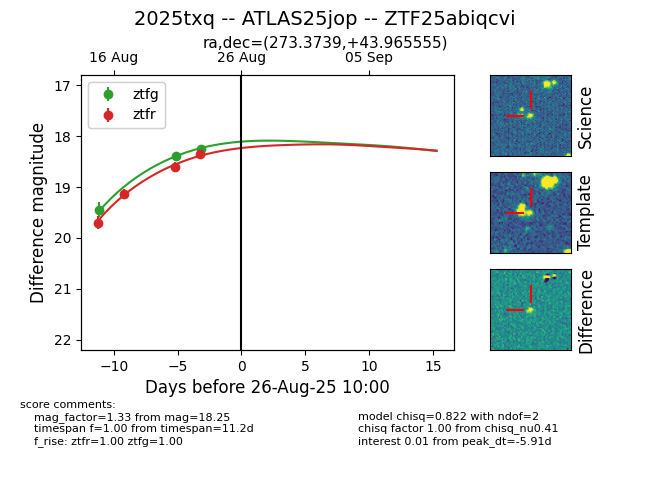 2025txq -- ATLAS25jop -- ZTF25abiqcvi
ra,dec=(273.3739,+43.965555)
16 Aug 26 Aug 05 Sep
17
18
19
20
21
22
Difference magnitude
ztfg
ztfr
−10 −5 0 5 10 15
Days before 26-Aug-25 10:00
Science
Template
Difference
score comments:
mag_factor=1.33 from mag=18.25
timespan f=1.00 from timespan=11.2d
f_rise: ztfr=1.00 ztfg=1.00
model chisq=0.822 with ndof=2
chisq factor 1.00 from chisq_nu0.41
interest 0.01 from peak_dt=-5.91d